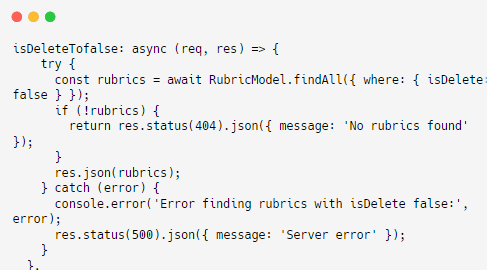 isDeleteTofalse: async (req, res) => {
    try {
      const rubrics = await RubricModel.findAll({ where: { isDelete:
false } });
      if (!rubrics) {
        return res.status(404).json({ message: 'No rubrics found'
});
      }
      res.json(rubrics);
    } catch (error) {
      console.error('Error finding rubrics with isDelete false:',
error);
      res.status(500).json({ message: 'Server error' });
    }
  },